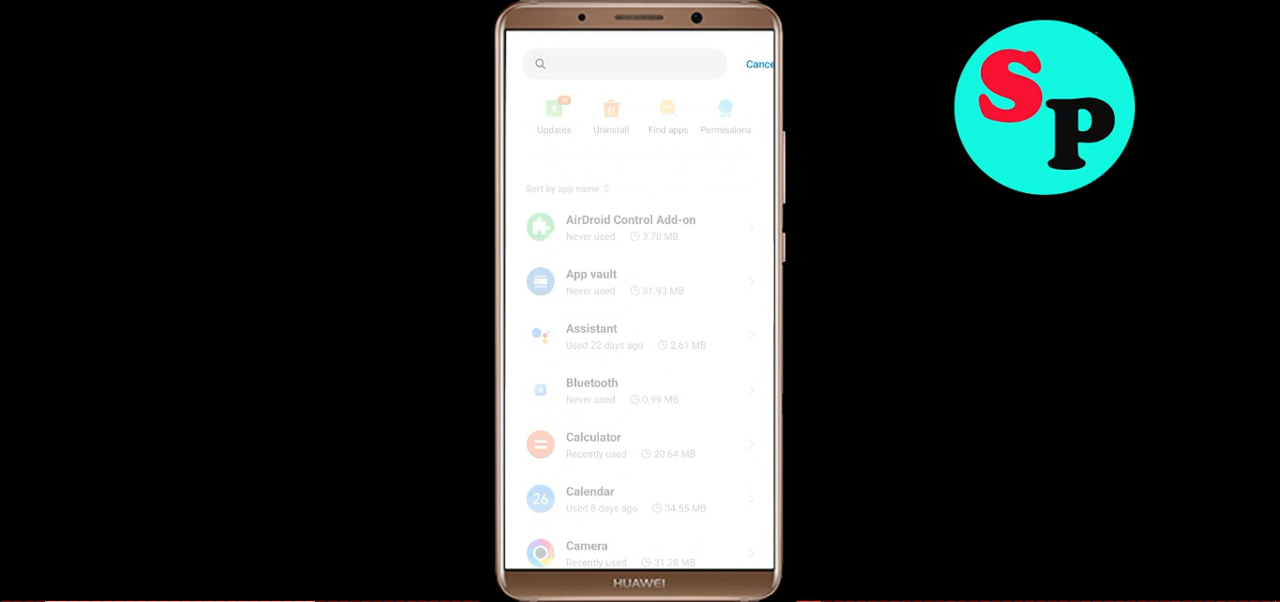 Cance
Updates Uninstall Find apps Permissions
Sort by app name
AirDroid Control Add-on
Never used 3.70 MB
App vault
Never used 81.93 MB
Assistant
Used 22 days ago 2.61 MB
Bluetooth
Never used 0.99 MB
Calculator
Recently used 20.64 MB
Calendar
26
Used 8 days ago 34.55 MB
Camera
Recently used 31.28 MB
HUAWEI
SP